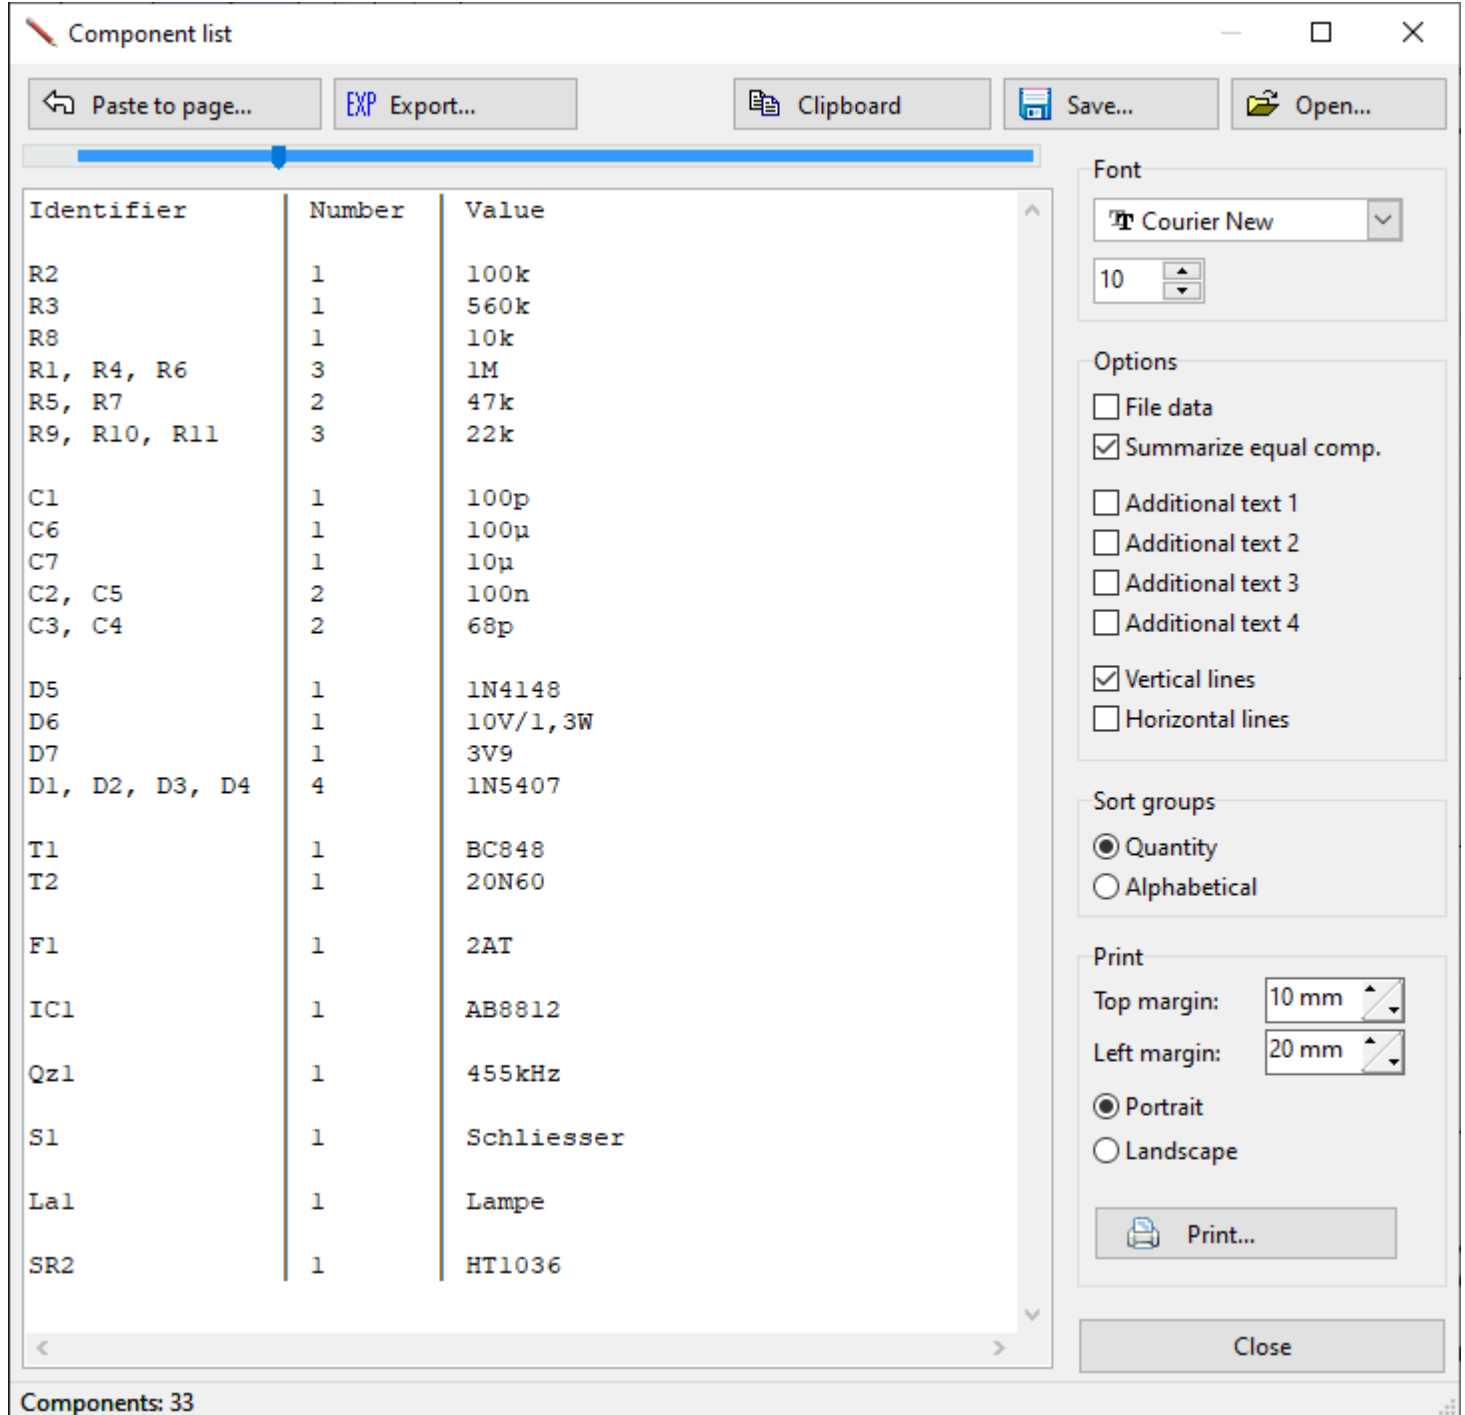 Component list
Paste to page... EXP Export... Clipboard Save... Open...
Identifier Number Value
R2 1 100k
R3 1 560k
R8 1 10k
R1, R4, R6 3 1M
R5, R7 2 47k
R9, R10, R11 3 22k
C1 1 100p
C6 1 100µ
C7 1 10µ
C2, C5 2 100n
C3, C4 2 68p
D5 1 1N4148
D6 1 10V/1,3W
D7 1 3V9
D1, D2, D3, D4 4 1N5407
T1 1 BC848
T2 1 20N60
F1 1 2AT
IC1 1 AB8812
Qz1 1 455kHz
S1 1 Schliesser
La1 1 Lampe
SR2 1 HT1036
Font
Courier New
10
Options
File data
Summarize equal comp.
Additional text 1
Additional text 2
Additional text 3
Additional text 4
Vertical lines
Horizontal lines
Sort groups
Quantity
Alphabetical
Print
Top margin: 10 mm
Left margin: 20 mm
Portrait
Landscape
Print...
Close
Components: 33